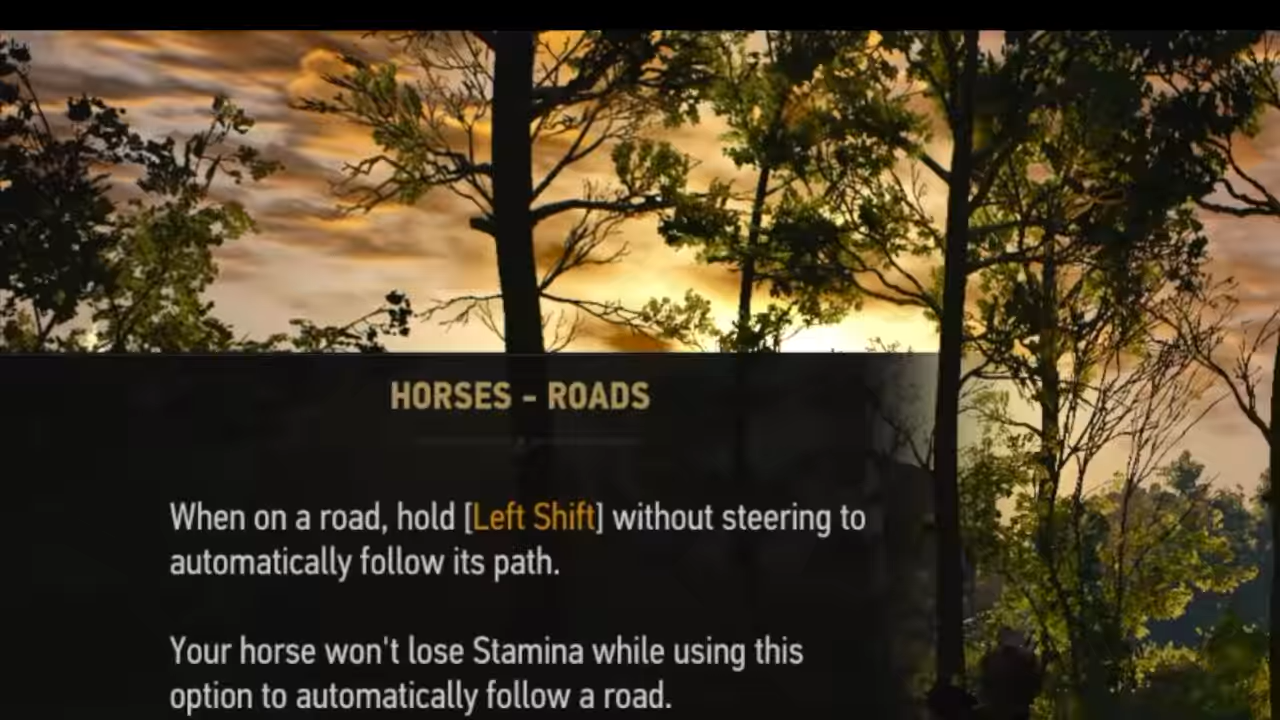 HORSES - ROADS
When on a road, hold [Left Shift] without steering to
automatically follow its path.
Your horse won't lose Stamina while using this
option to automatically follow a road.